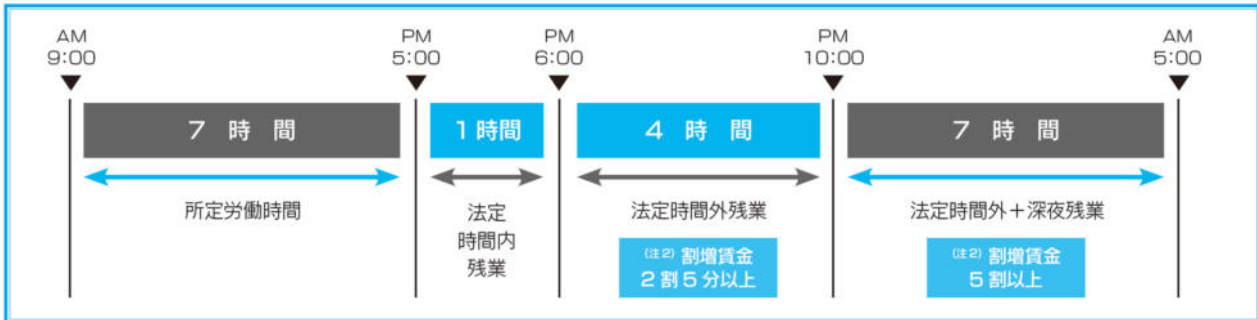 AM
9:00
PM
5:00
PM
6:00
PM
10:00
AM
5:00
7 時 間
1時間
4 時 間
7 時 間
所定労働時間
法定
時間内
残業
法定時間外残業
法定時間外＋深夜残業
(注2) 割増賃金
2割5分以上
(注2) 割増賃金
5割以上